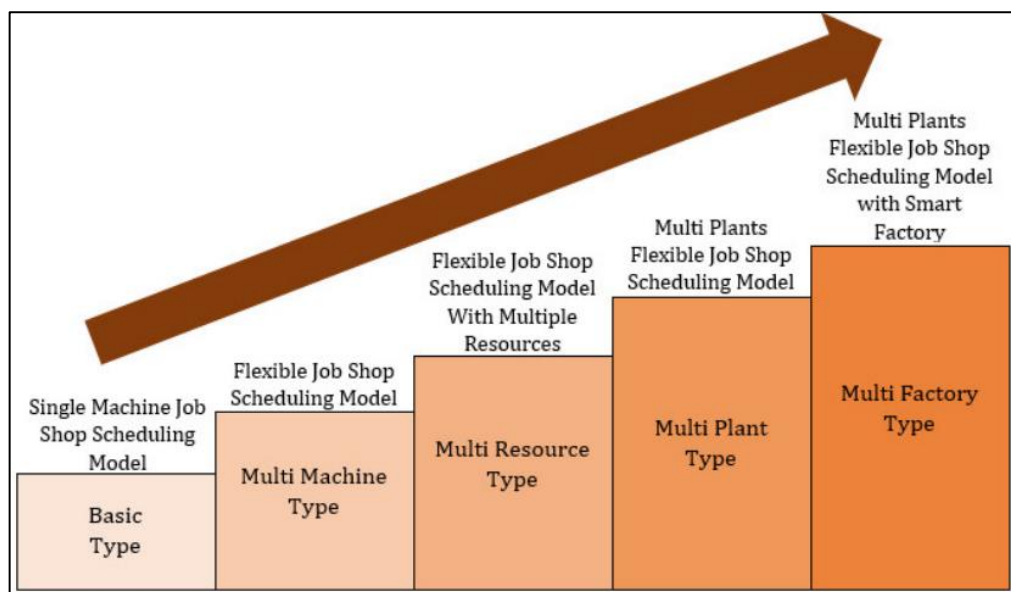 Single Machine Job
Shop Scheduling
Model
Basic
Type
Flexible Job Shop
Scheduling Model
Multi Machine
Type
Flexible Job Shop
Scheduling Model
With Multiple
Resources
Multi Resource
Type
Multi Plants
Flexible Job Shop
Scheduling Model
Multi Plant
Type
Multi Plants
Flexible Job Shop
Scheduling Model
with Smart
Factory
Multi Factory
Type